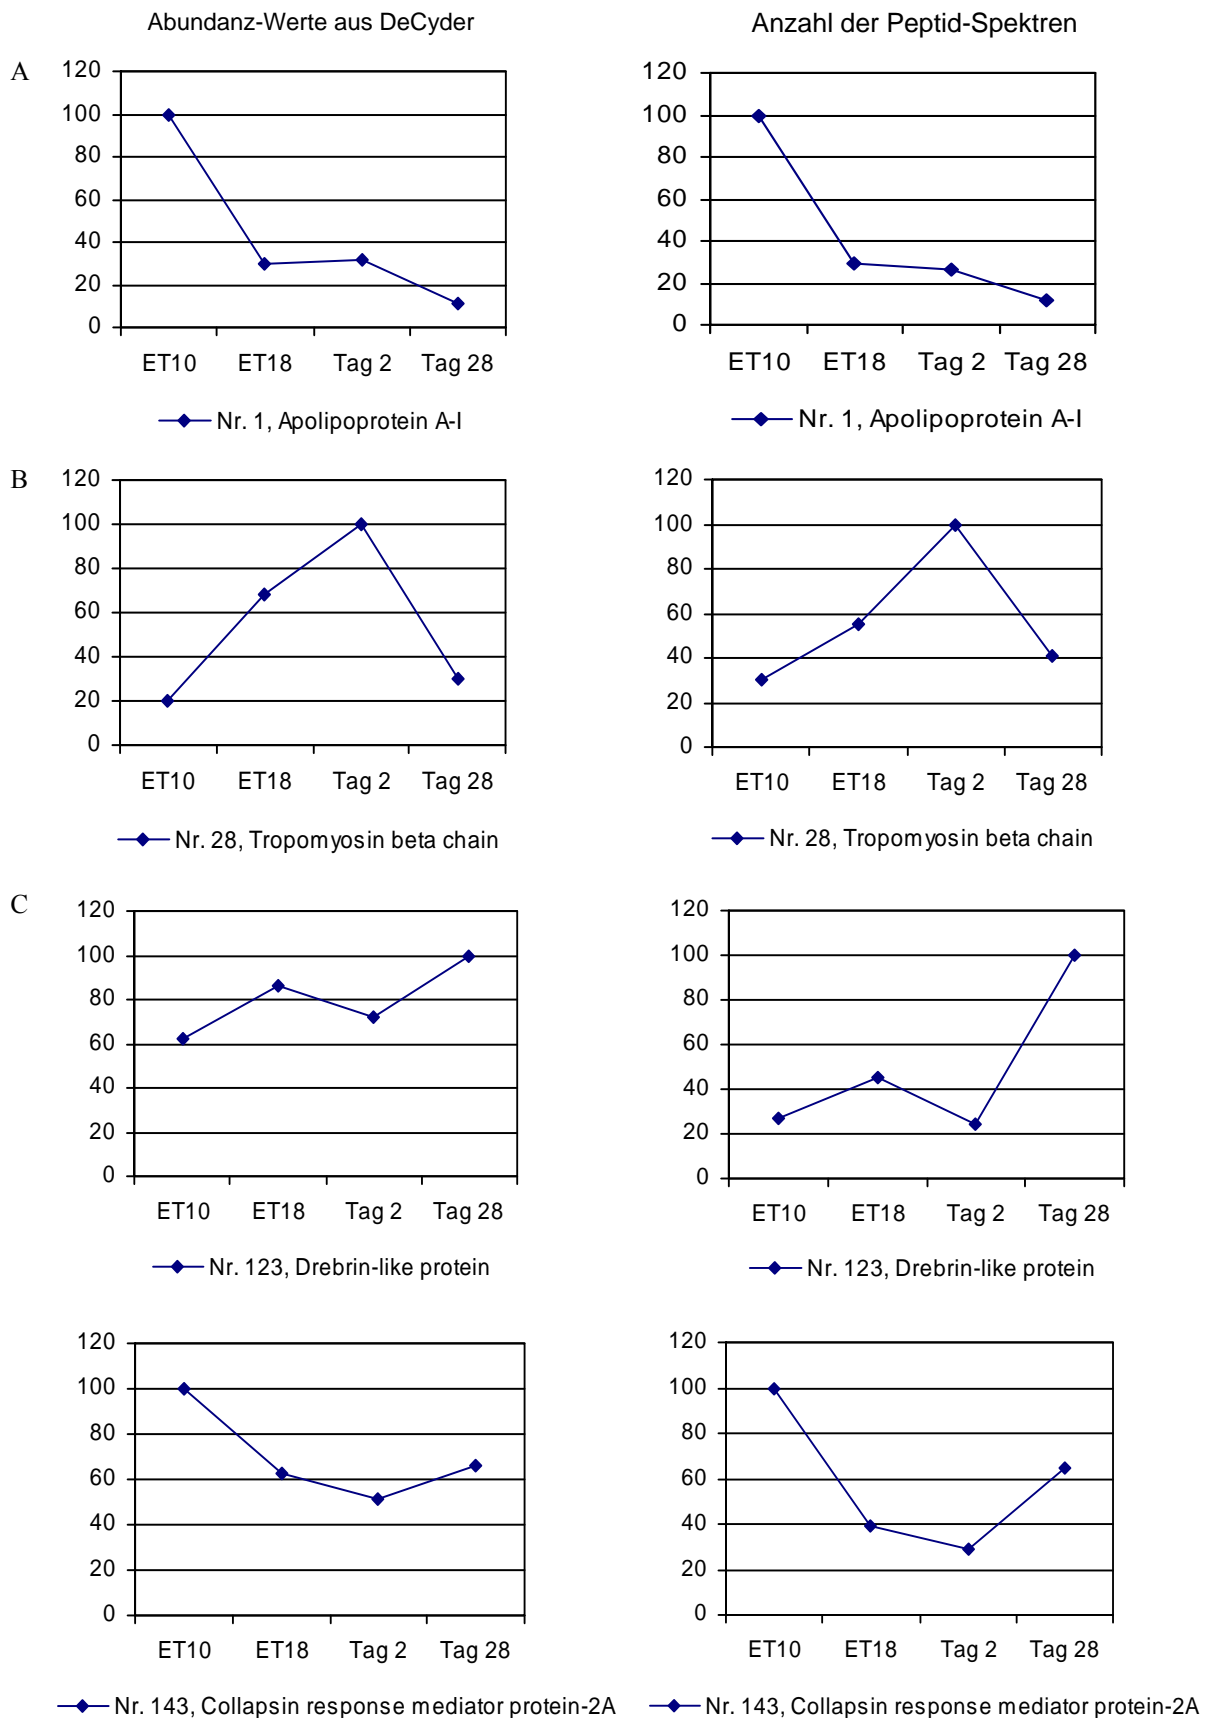 Abundanz-Werte aus DeCyder
Anzahl der Peptid-Spektren
A
120
100
80
60
40
20
0
ET10 ET18 Tag 2 Tag 28
Nr. 1, Apolipoprotein A-I
120
100
80
60
40
20
0
ET10 ET18 Tag 2 Tag 28
Nr. 1, Apolipoprotein A-I
B
120
100
80
60
40
20
0
ET10 ET18 Tag 2 Tag 28
Nr. 28, Tropomyosin beta chain
120
100
80
60
40
20
0
ET10 ET18 Tag 2 Tag 28
Nr. 28, Tropomyosin beta chain
C
120
100
80
60
40
20
0
ET10 ET18 Tag 2 Tag 28
Nr. 123, Drebrin-like protein
120
100
80
60
40
20
0
ET10 ET18 Tag 2 Tag 28
Nr. 123, Drebrin-like protein
120
100
80
60
40
20
0
ET10 ET18 Tag 2 Tag 28
Nr. 143, Collapsin response mediator protein-2A
120
100
80
60
40
20
0
ET10 ET18 Tag 2 Tag 28
Nr. 143, Collapsin response mediator protein-2A